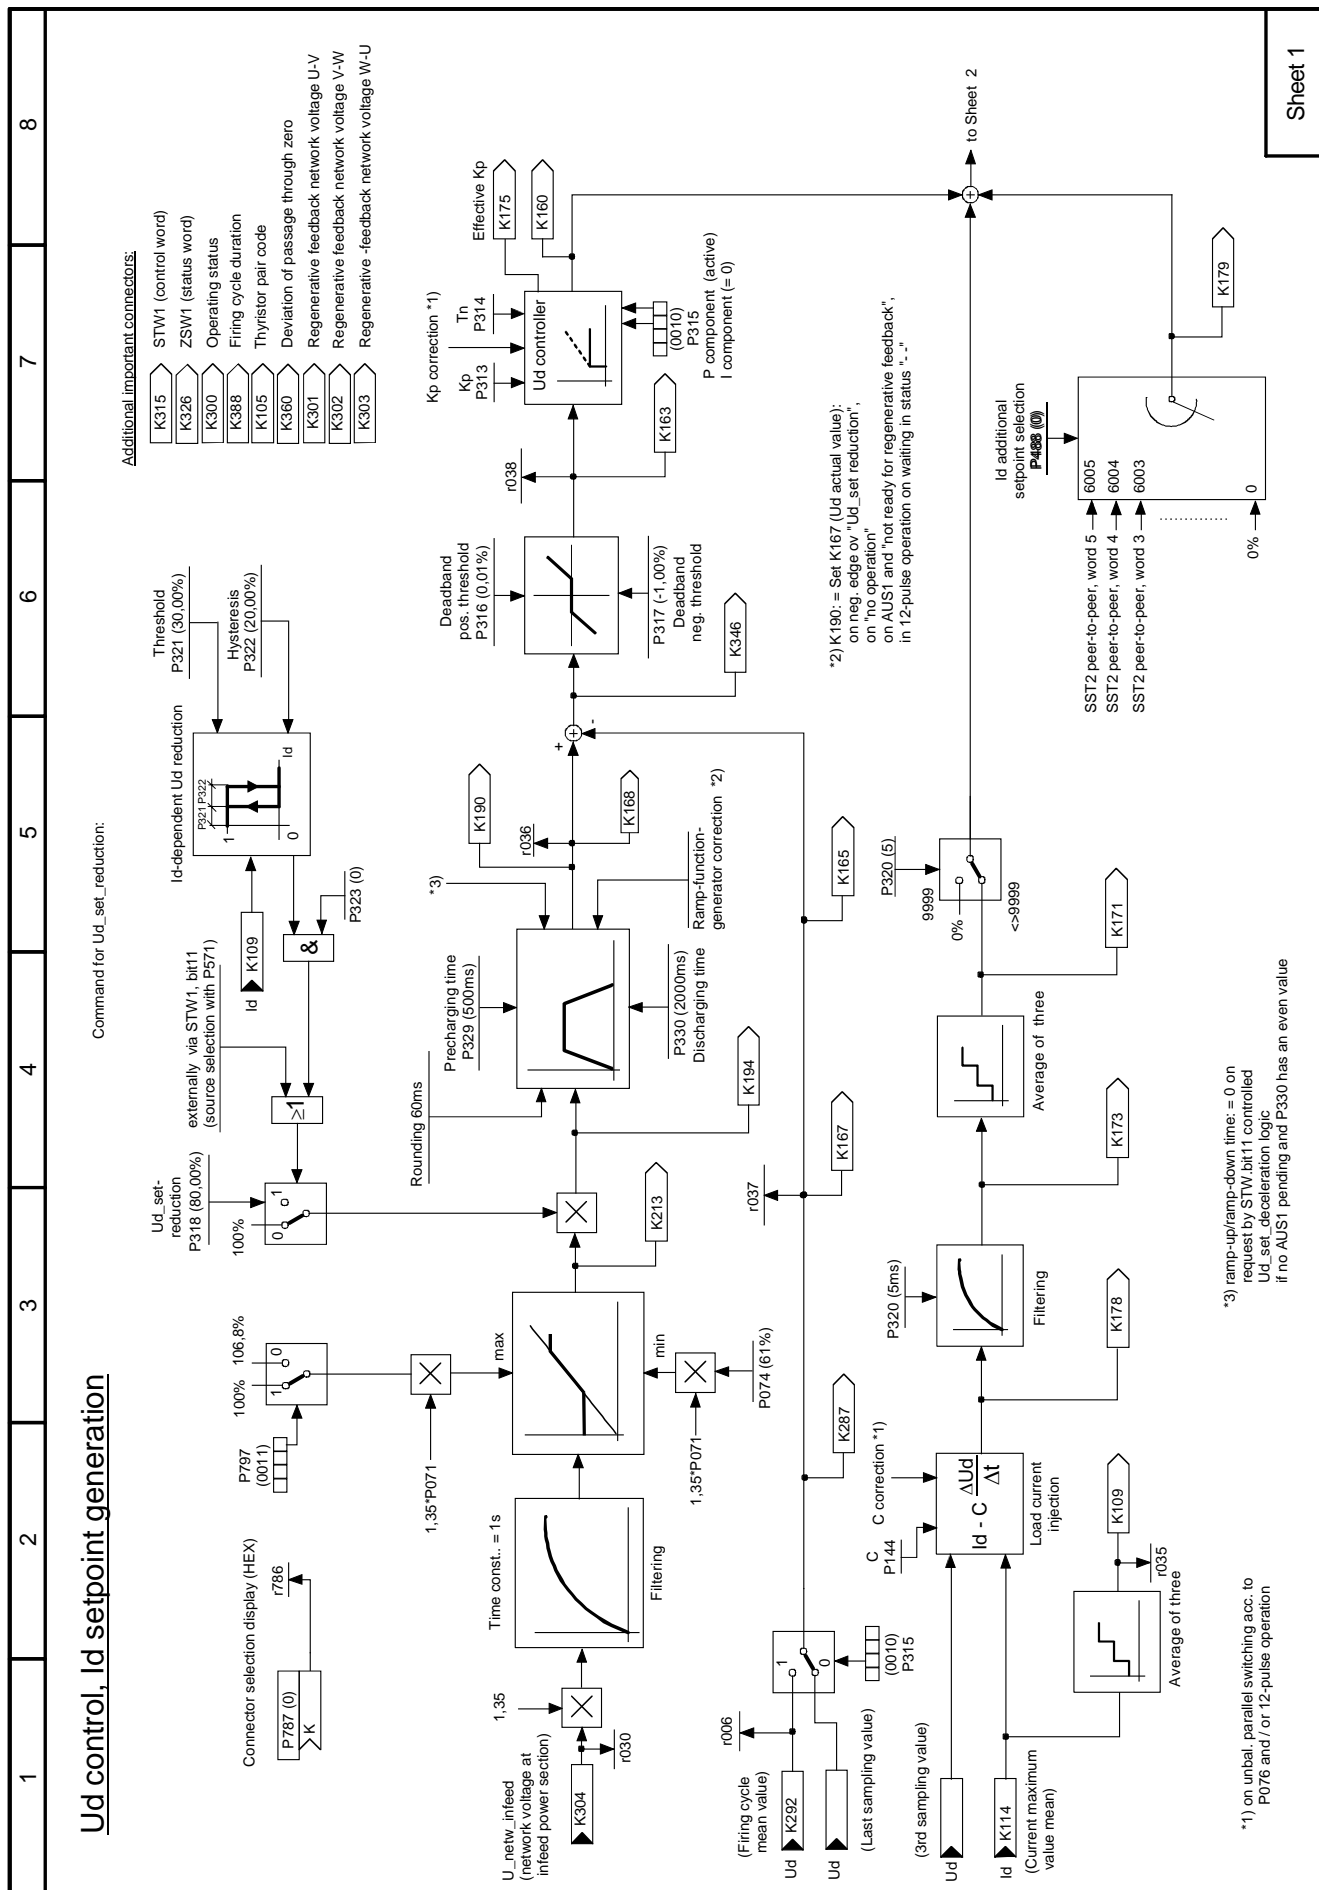 1
2
3
4
5
6
7
8
Ud control, Id setpoint generation
Connector selection display (HEX)
P787 (0)
K
r786
P797
(0011)
100%
106,8%
1
0
1,35*P071
Ud_set-
reduction
P318 (80,00%)
100%
0
1
Command for Ud_set_reduction:
externally via STW1, bit11
(source selection with P571)
≥1
&
P323 (0)
Id
K109
Id-dependent Ud reduction
P321
P322
1
0
Id
Threshold
P321 (30,00%)
Hysteresis
P322 (20,00%)
Additional important connectors:
K315
STW1 (control word)
K326
ZSW1 (status word)
K300
Operating status
K388
Firing cycle duration
K105
Thyristor pair code
K360
Deviation of passage through zero
K301
Regenerative feedback network voltage U-V
K302
Regenerative feedback network voltage V-W
K303
Regenerative -feedback network voltage W-U
U_netw_infeed
(network voltage at
infeed power section)
K304
r030
1,35
Time const.. = 1s
Filtering
max
min
1,35*P071
P074 (61%)
K213
K194
Rounding 60ms
Precharging time
P329 (500ms)
P330 (2000ms)
Discharging time
*3)
Ramp-function-
generator correction *2)
K190
r036
K168
+
+
-
K346
Deadband
pos. threshold
P316 (0,01%)
P317 (-1,00%)
Deadband
neg. threshold
r038
K163
Kp
P313
Kp correction *1)
Tn
P314
Ud controller
(0010)
P315
P component (active)
I component (= 0)
Effective Kp
K175
K160
(Firing cycle
mean value)
Ud
K292
r006
Ud
(Last sampling value)
1
0
(0010)
P315
K287
r037
K167
K165
*2) K190: = Set K167 (Ud actual value):
on neg. edge ov "Ud_set reduction",
on "no operation"
on AUS1 and "not ready for regenerative feedback",
in 12-pulse operation on waiting in status "- -"
(3rd sampling value)
Ud
Id
K114
(Current maximum
value mean)
C
P144
C correction *1)
Id - C ΔUd
Δt
Load current
injection
Average of three
K109
r035
K178
P320 (5ms)
Filtering
K173
Average of three
K171
P320 (5)
9999
0%
<>9999
+
to Sheet 2
Id additional
setpoint selection
P488 (0)
SST2 peer-to-peer, word 5
6005
SST2 peer-to-peer, word 4
6004
SST2 peer-to-peer, word 3
6003
0%
0
K179
*1) on unbal. parallel switching acc. to
P076 and / or 12-pulse operation
*3) ramp-up/ramp-down time: = 0 on
request by STW.bit11 controlled
Ud_set_deceleration logic
if no AUS1 pending and P330 has an even value
Sheet 1